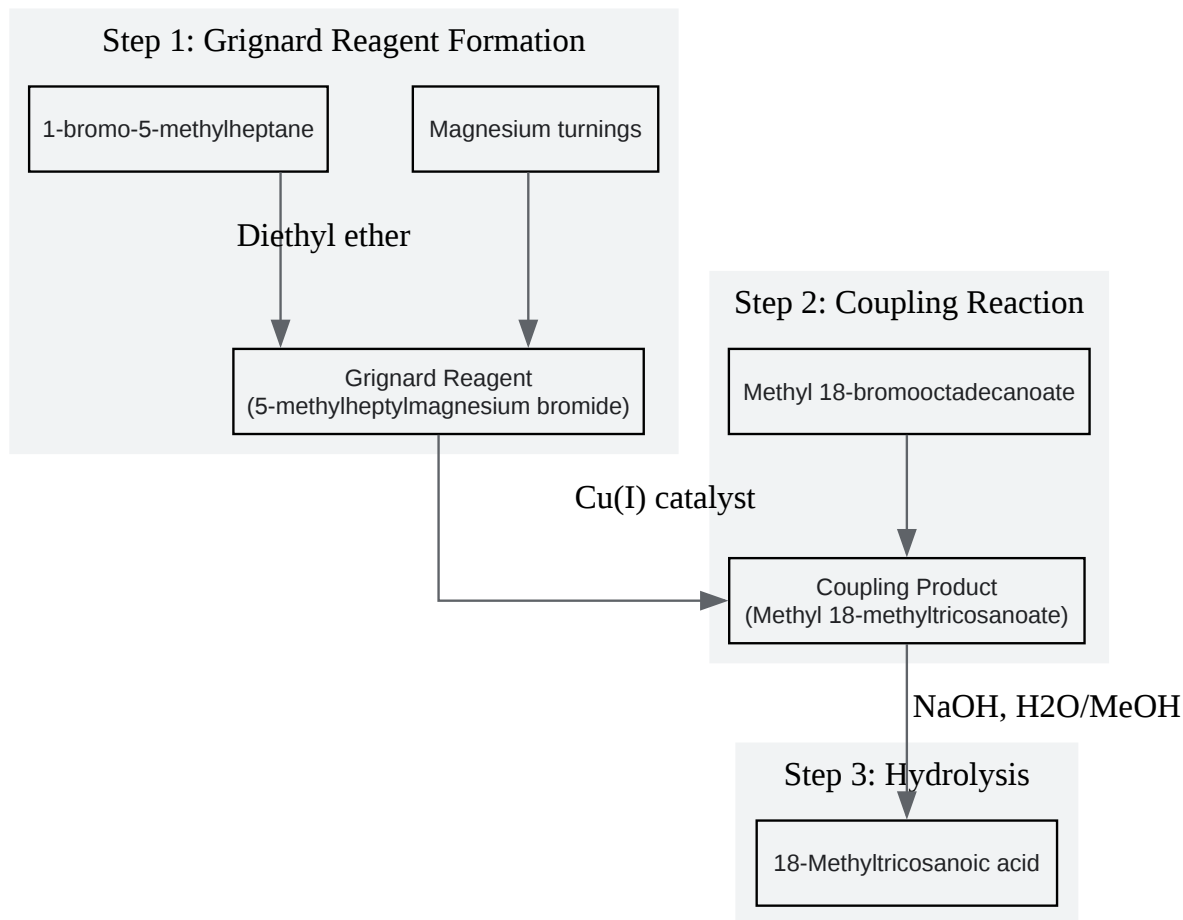 Step 1: Grignard Reagent Formation
1-bromo-5-methylheptane
Magnesium turnings
Diethyl ether
Grignard Reagent
(5-methylheptylmagnesium bromide)
Step 2: Coupling Reaction
Methyl 18-bromooctadecanoate
Cu(I) catalyst
Coupling Product
(Methyl 18-methyltricosanoate)
NaOH, H2O/MeOH
Step 3: Hydrolysis
18-Methyltricosanoic acid